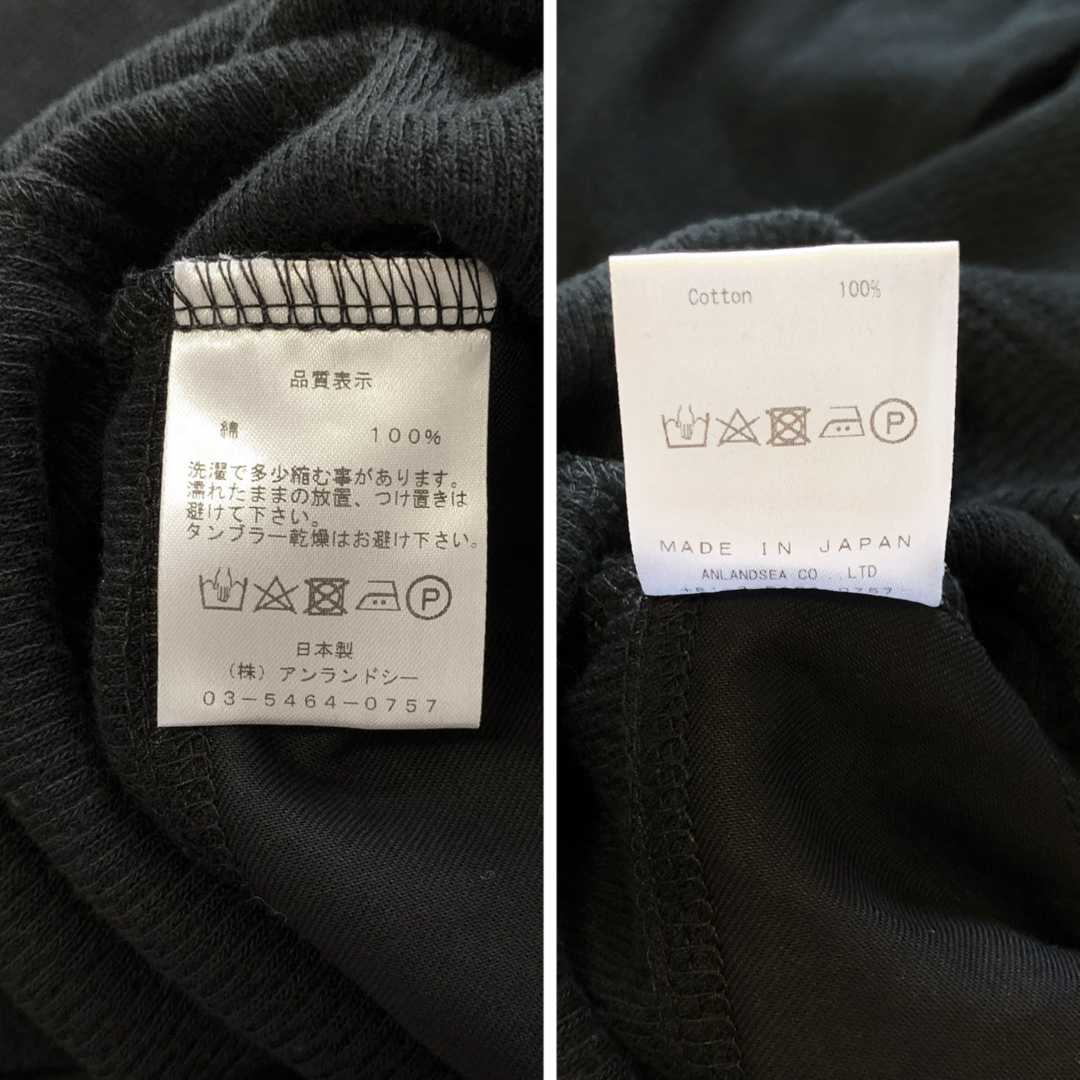 品質表示
綿 100%
洗濯で多少縮む事があります。
濡れたままの放置、つけ置きは
避けて下さい。
タンブラー乾燥はお避け下さい。
P
日本製
(株) アンランドシー
03-5464-0757
Cotton 100%
P
MADE IN JAPAN
ANLANDSEA CO LTD
0757